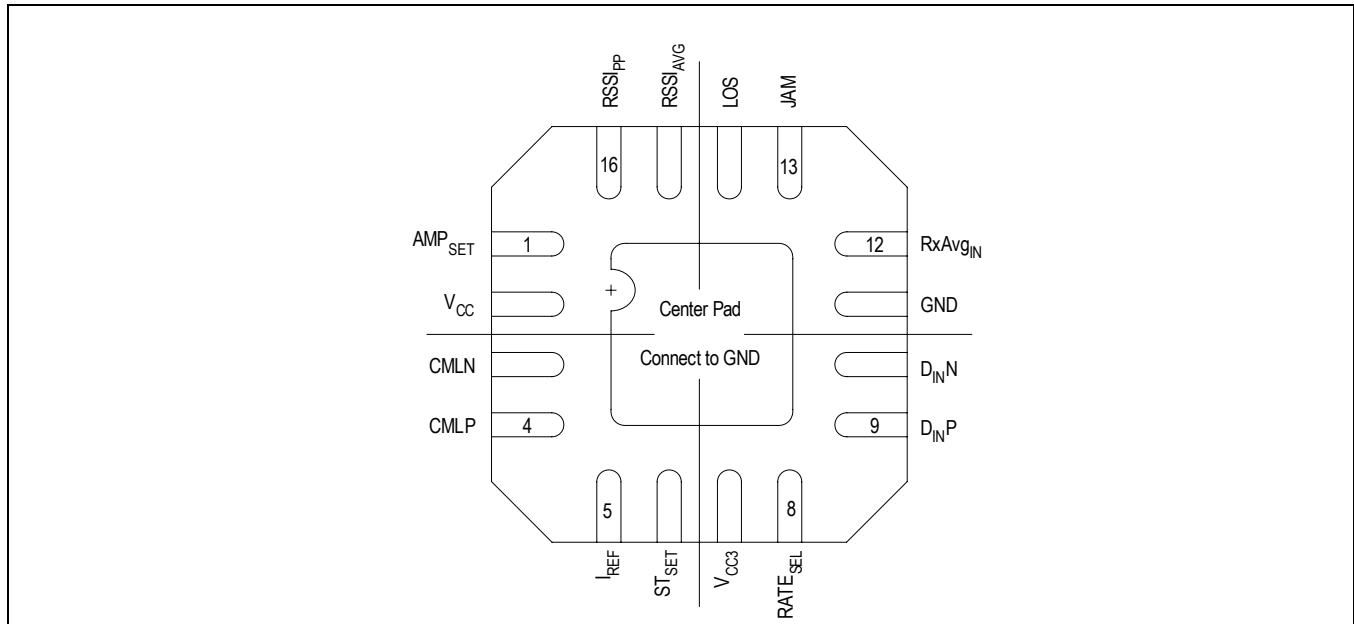 RSSIPP
RSSIAVG
LOS
JAM
16
13
AMPSET
1
12
RxAvgIN
VCC
GND
Center Pad
CMLN
Connect to GND
DINN
CMLP
4
9
DINP
5
8
IREF
STSET
VCC3
RATESEL